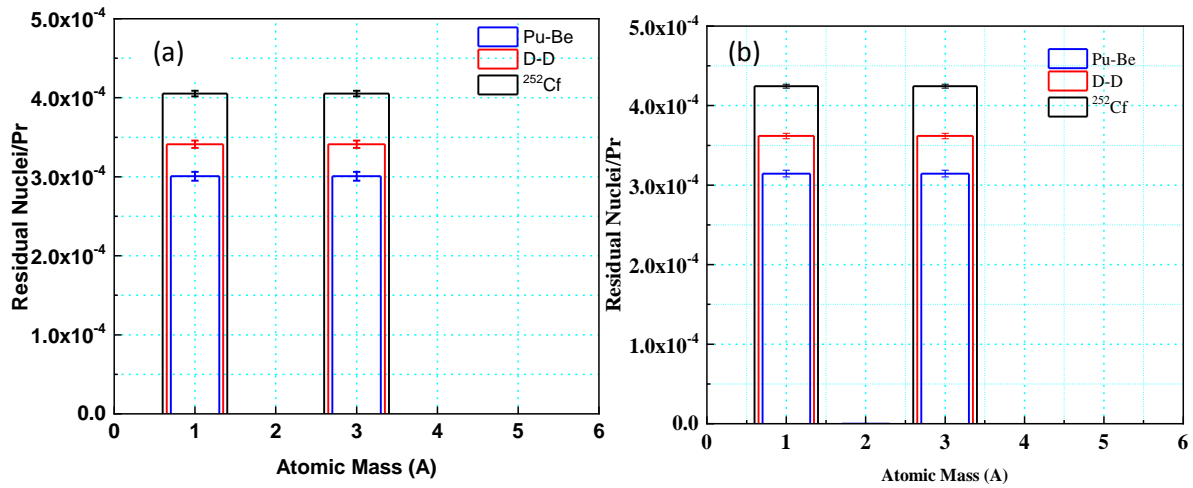 (a)
Pu-Be
D-D
²⁵²Cf
5.0x10⁻⁴
4.0x10⁻⁴
3.0x10⁻⁴
2.0x10⁻⁴
1.0x10⁻⁴
0.0
Residual Nuclei/Pr
0 1 2 3 4 5 6
Atomic Mass (A)
(b)
Pu-Be
D-D
²⁵²Cf
5.0x10⁻⁴
4.0x10⁻⁴
3.0x10⁻⁴
2.0x10⁻⁴
1.0x10⁻⁴
0.0
Residual Nuclei/Pr
0 1 2 3 4 5 6
Atomic Mass (A)